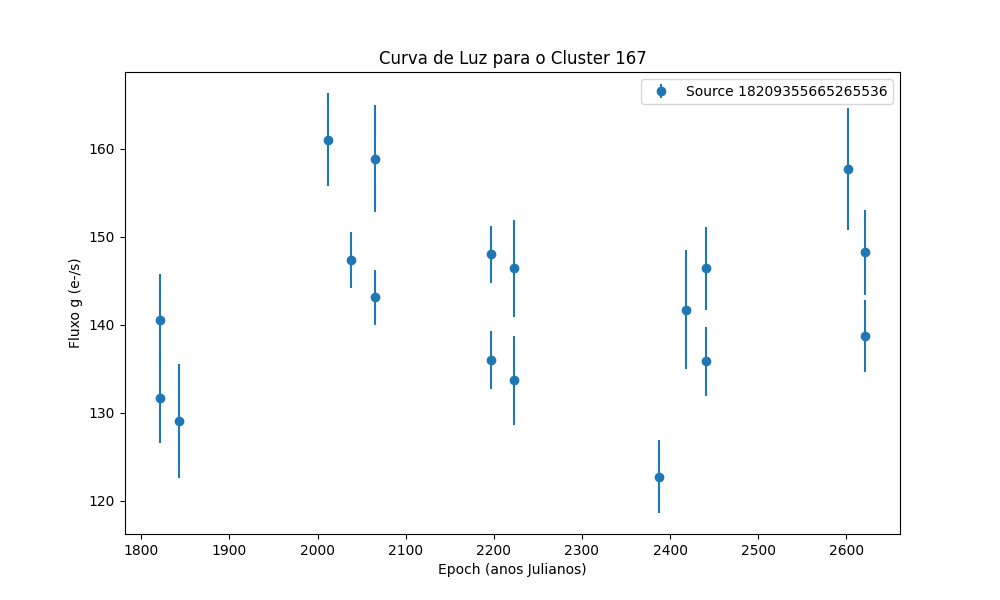 Curva de Luz para o Cluster 167
Source 18209355665265536
Fluxo g (e-/s)
160
150
140
130
120
1800 1900 2000 2100 2200 2300 2400 2500 2600
Epoch (anos Julianos)